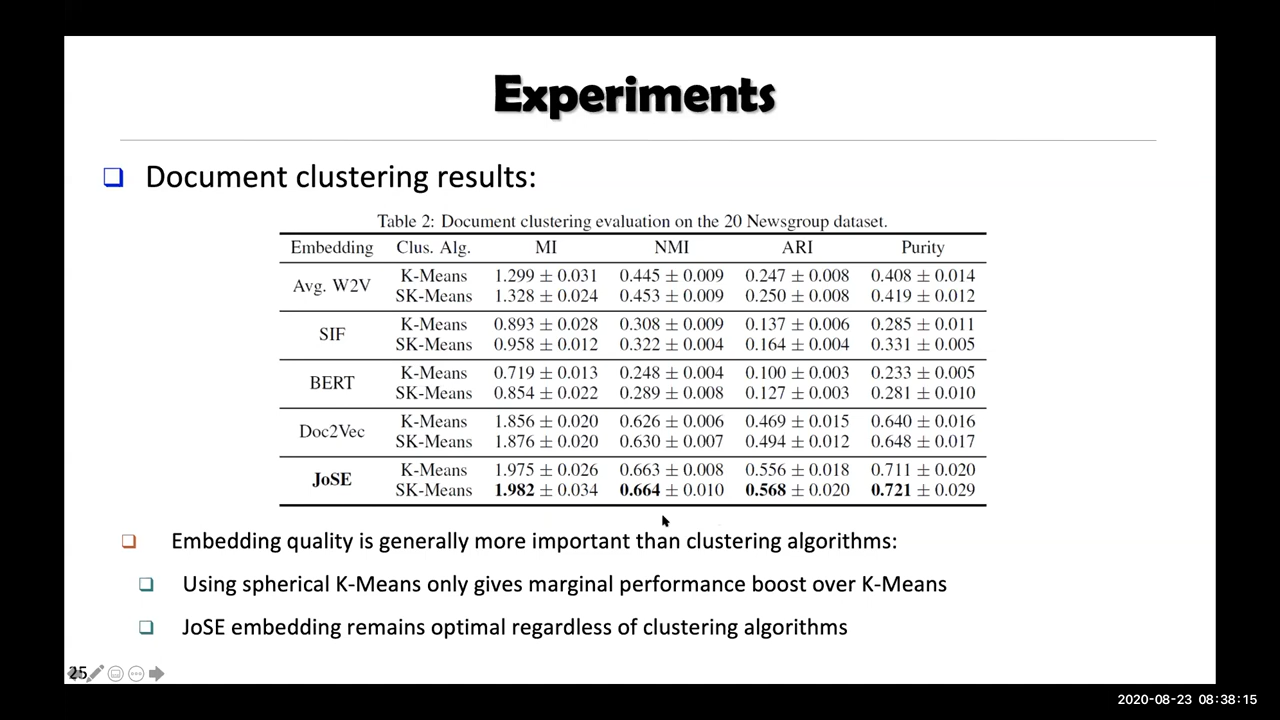 Experiments
Document clustering results:
Table 2: Document clustering evaluation on the 20 Newsgroup dataset.
Embedding Clus. Alg. MI NMI ARI Purity
Avg. W2V K-Means 1.299 ± 0.031 0.445 ± 0.009 0.247 ± 0.008 0.408 ± 0.014
SK-Means 1.328 ± 0.024 0.453 ± 0.009 0.250 ± 0.008 0.419 ± 0.012
SIF K-Means 0.893 ± 0.028 0.308 ± 0.009 0.137 ± 0.006 0.285 ± 0.011
SK-Means 0.958 ± 0.012 0.322 ± 0.004 0.164 ± 0.004 0.331 ± 0.005
BERT K-Means 0.719 ± 0.013 0.248 ± 0.004 0.100 ± 0.003 0.233 ± 0.005
SK-Means 0.854 ± 0.022 0.289 ± 0.008 0.127 ± 0.003 0.281 ± 0.010
Doc2Vec K-Means 1.856 ± 0.020 0.626 ± 0.006 0.469 ± 0.015 0.640 ± 0.016
SK-Means 1.876 ± 0.020 0.630 ± 0.007 0.494 ± 0.012 0.648 ± 0.017
JoSE K-Means 1.975 ± 0.026 0.663 ± 0.008 0.556 ± 0.018 0.711 ± 0.020
SK-Means 1.982 ± 0.034 0.664 ± 0.010 0.568 ± 0.020 0.721 ± 0.029
Embedding quality is generally more important than clustering algorithms:
Using spherical K-Means only gives marginal performance boost over K-Means
JoSE embedding remains optimal regardless of clustering algorithms
25
2020-08-23 08:38:15